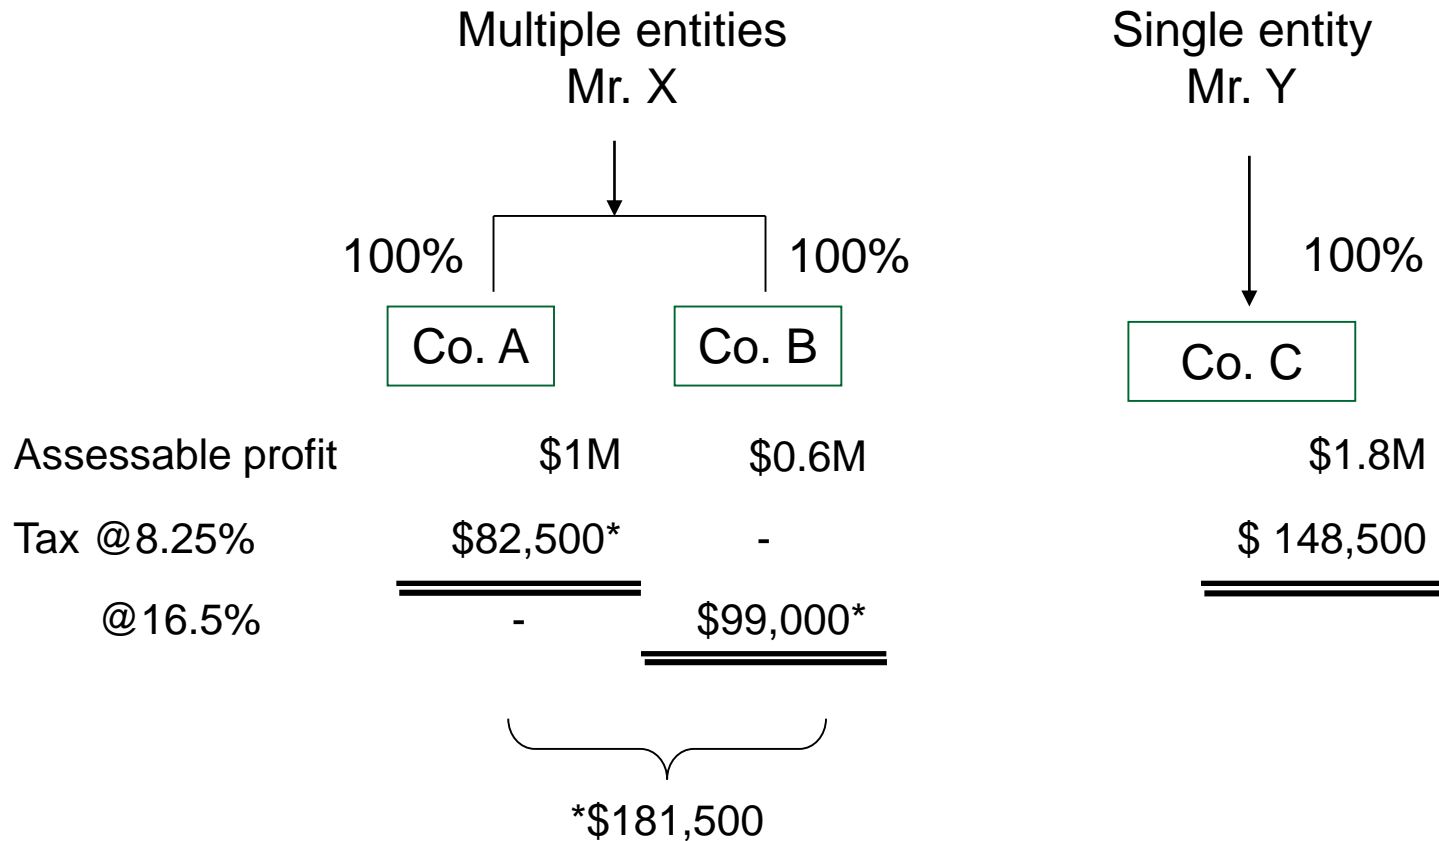 Multiple entities
Mr. X
Single entity
Mr. Y
100%
100%
100%
Co. A
Co. B
Co. C
Assessable profit $1M $0.6M $1.8M
Tax @8.25% $82,500* - $ 148,500
@16.5% - $99,000*
*$181,500